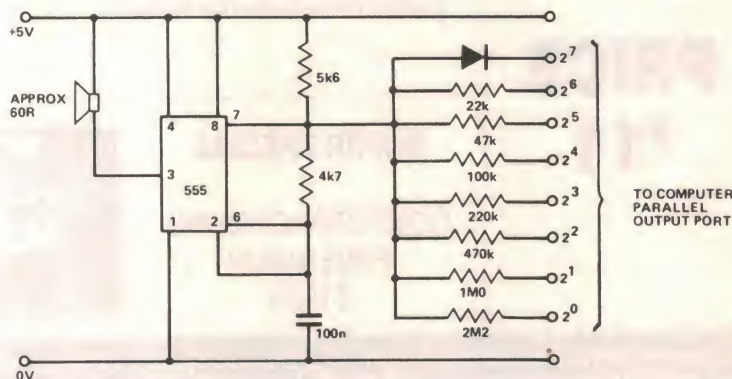 +5V
APPROX
60R
5k6
4k7
100n
4
8
7
3
555
1
2
6
0V
2⁷
22k
2⁶
47k
2⁵
100k
2⁴
220k
2³
470k
2²
1M0
2¹
2M2
2⁰
TO COMPUTER
PARALLEL
OUTPUT PORT